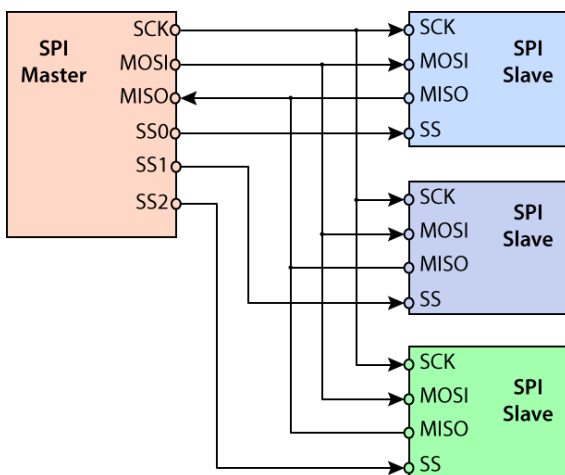 SPI
Master
SCK
MOSI
MISO
SS0
SS1
SS2
SCK
MOSI
MISO
SS
SPI
Slave
SCK
MOSI
MISO
SS
SPI
Slave
SCK
MOSI
MISO
SS
SPI
Slave